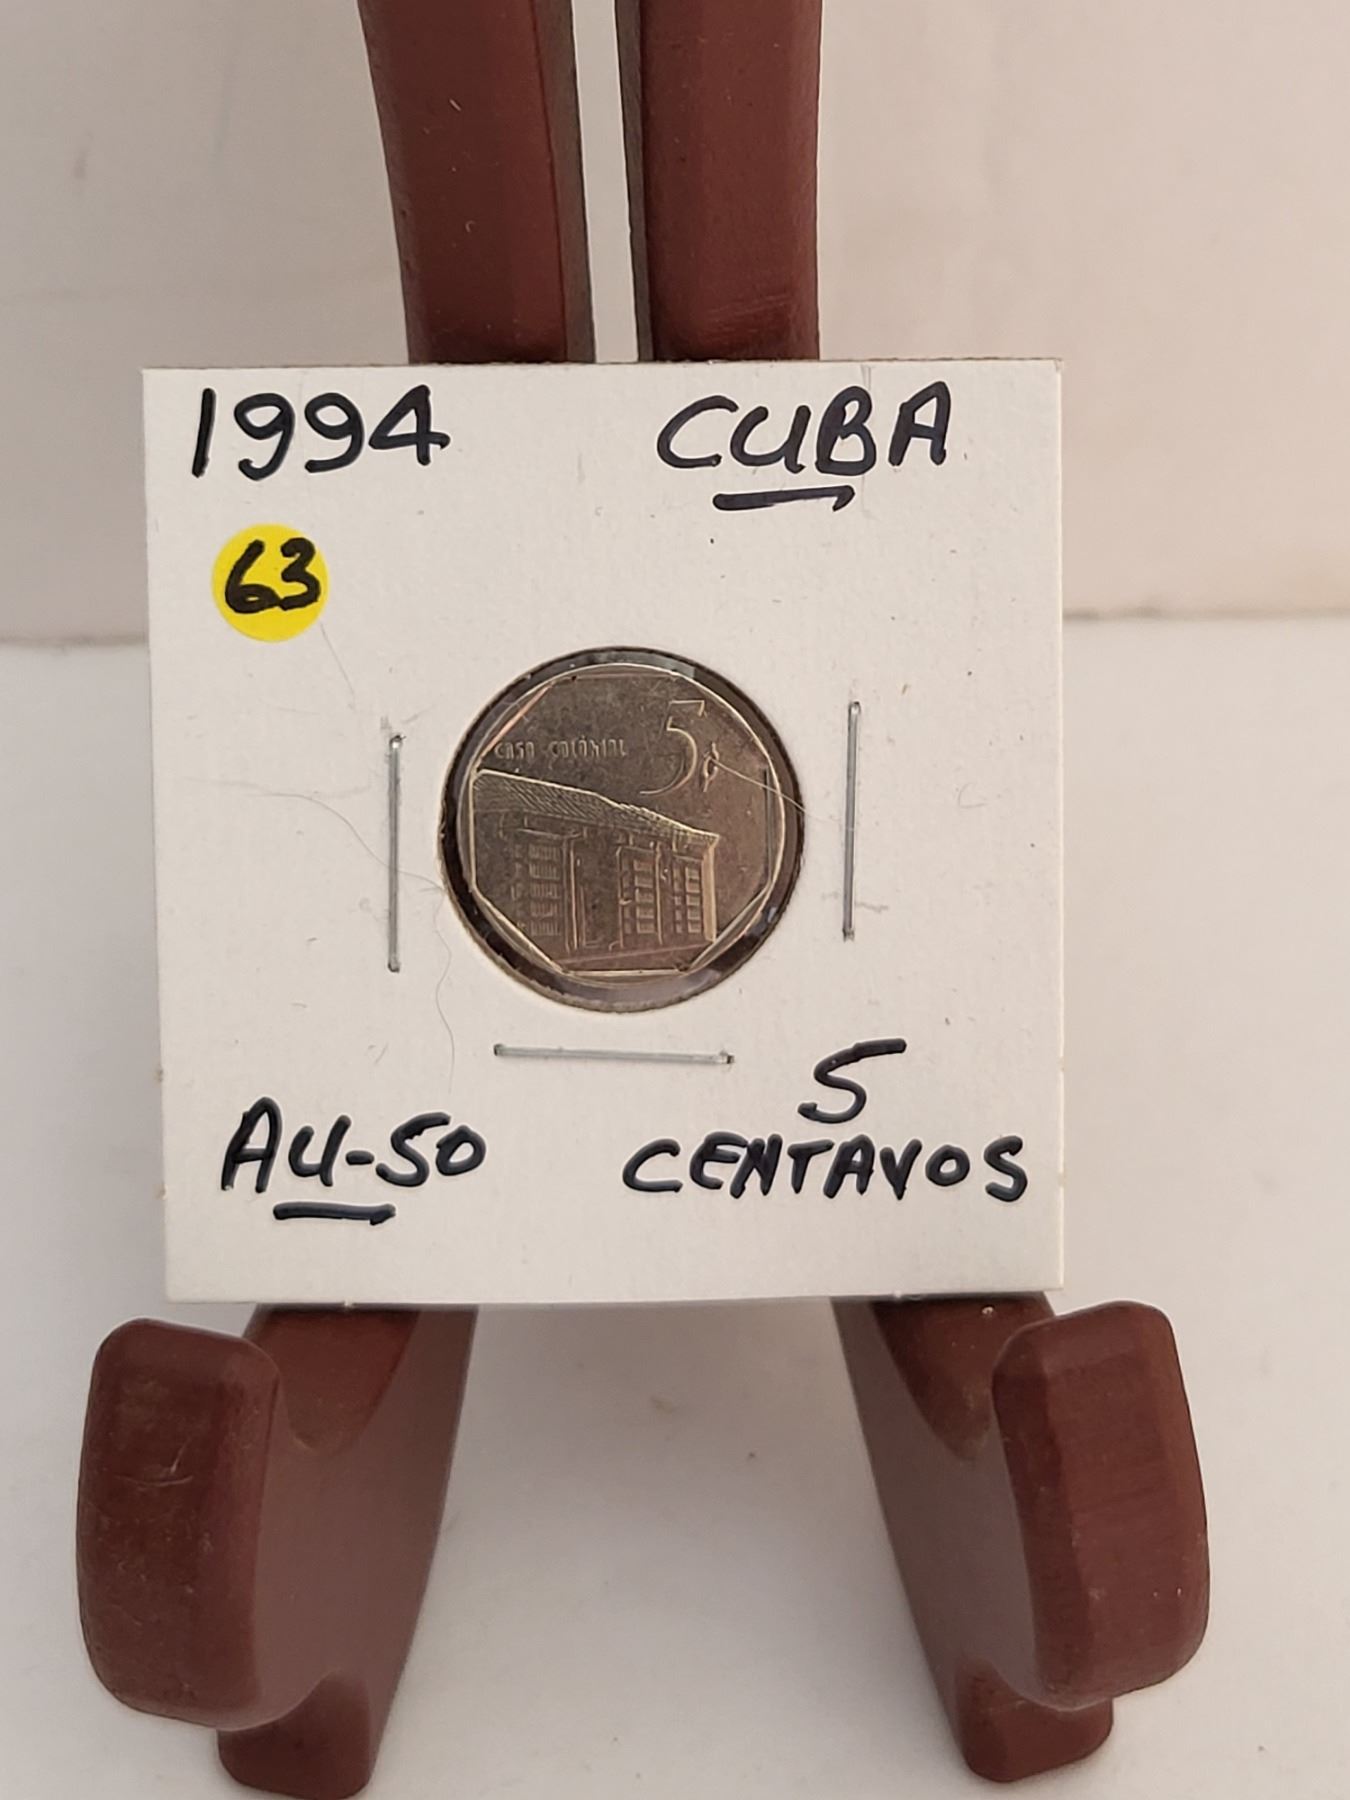 1994 CUBA
63
CASA COLONIAL 5¢
AU-50 5
CENTAVOS